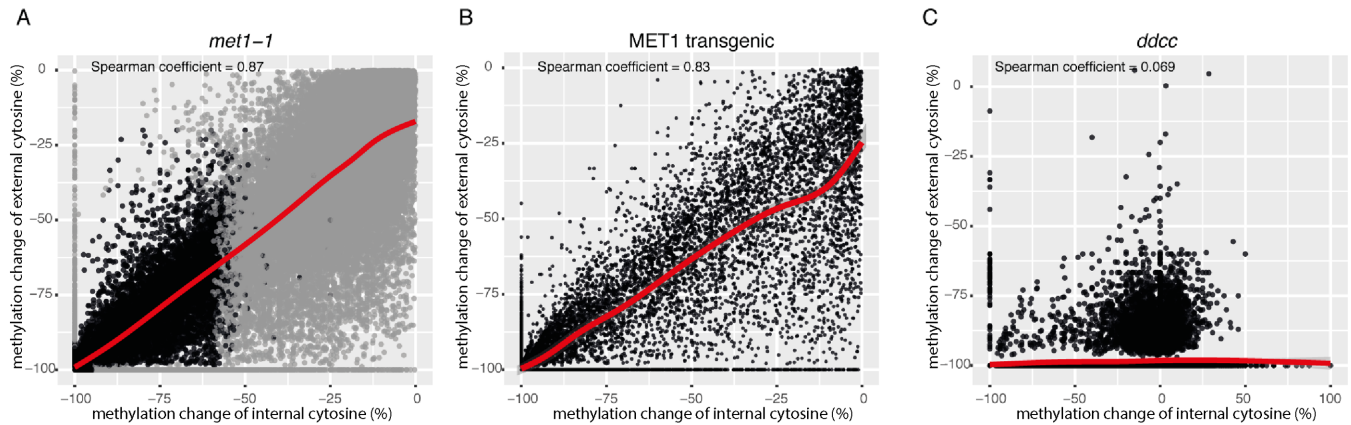 A
met1−1
Spearman coefficient = 0.87
methylation change of external cytosine (%)
0
−25
−50
−75
−100
−100
−75
−50
−25
0
methylation change of internal cytosine (%)
B
MET1 transgenic
Spearman coefficient = 0.83
methylation change of external cytosine (%)
0
−25
−50
−75
−100
−100
−75
−50
−25
0
methylation change of internal cytosine (%)
C
ddcc
Spearman coefficient = 0.069
methylation change of external cytosine (%)
0
−25
−50
−75
−100
−100
−50
0
50
100
methylation change of internal cytosine (%)